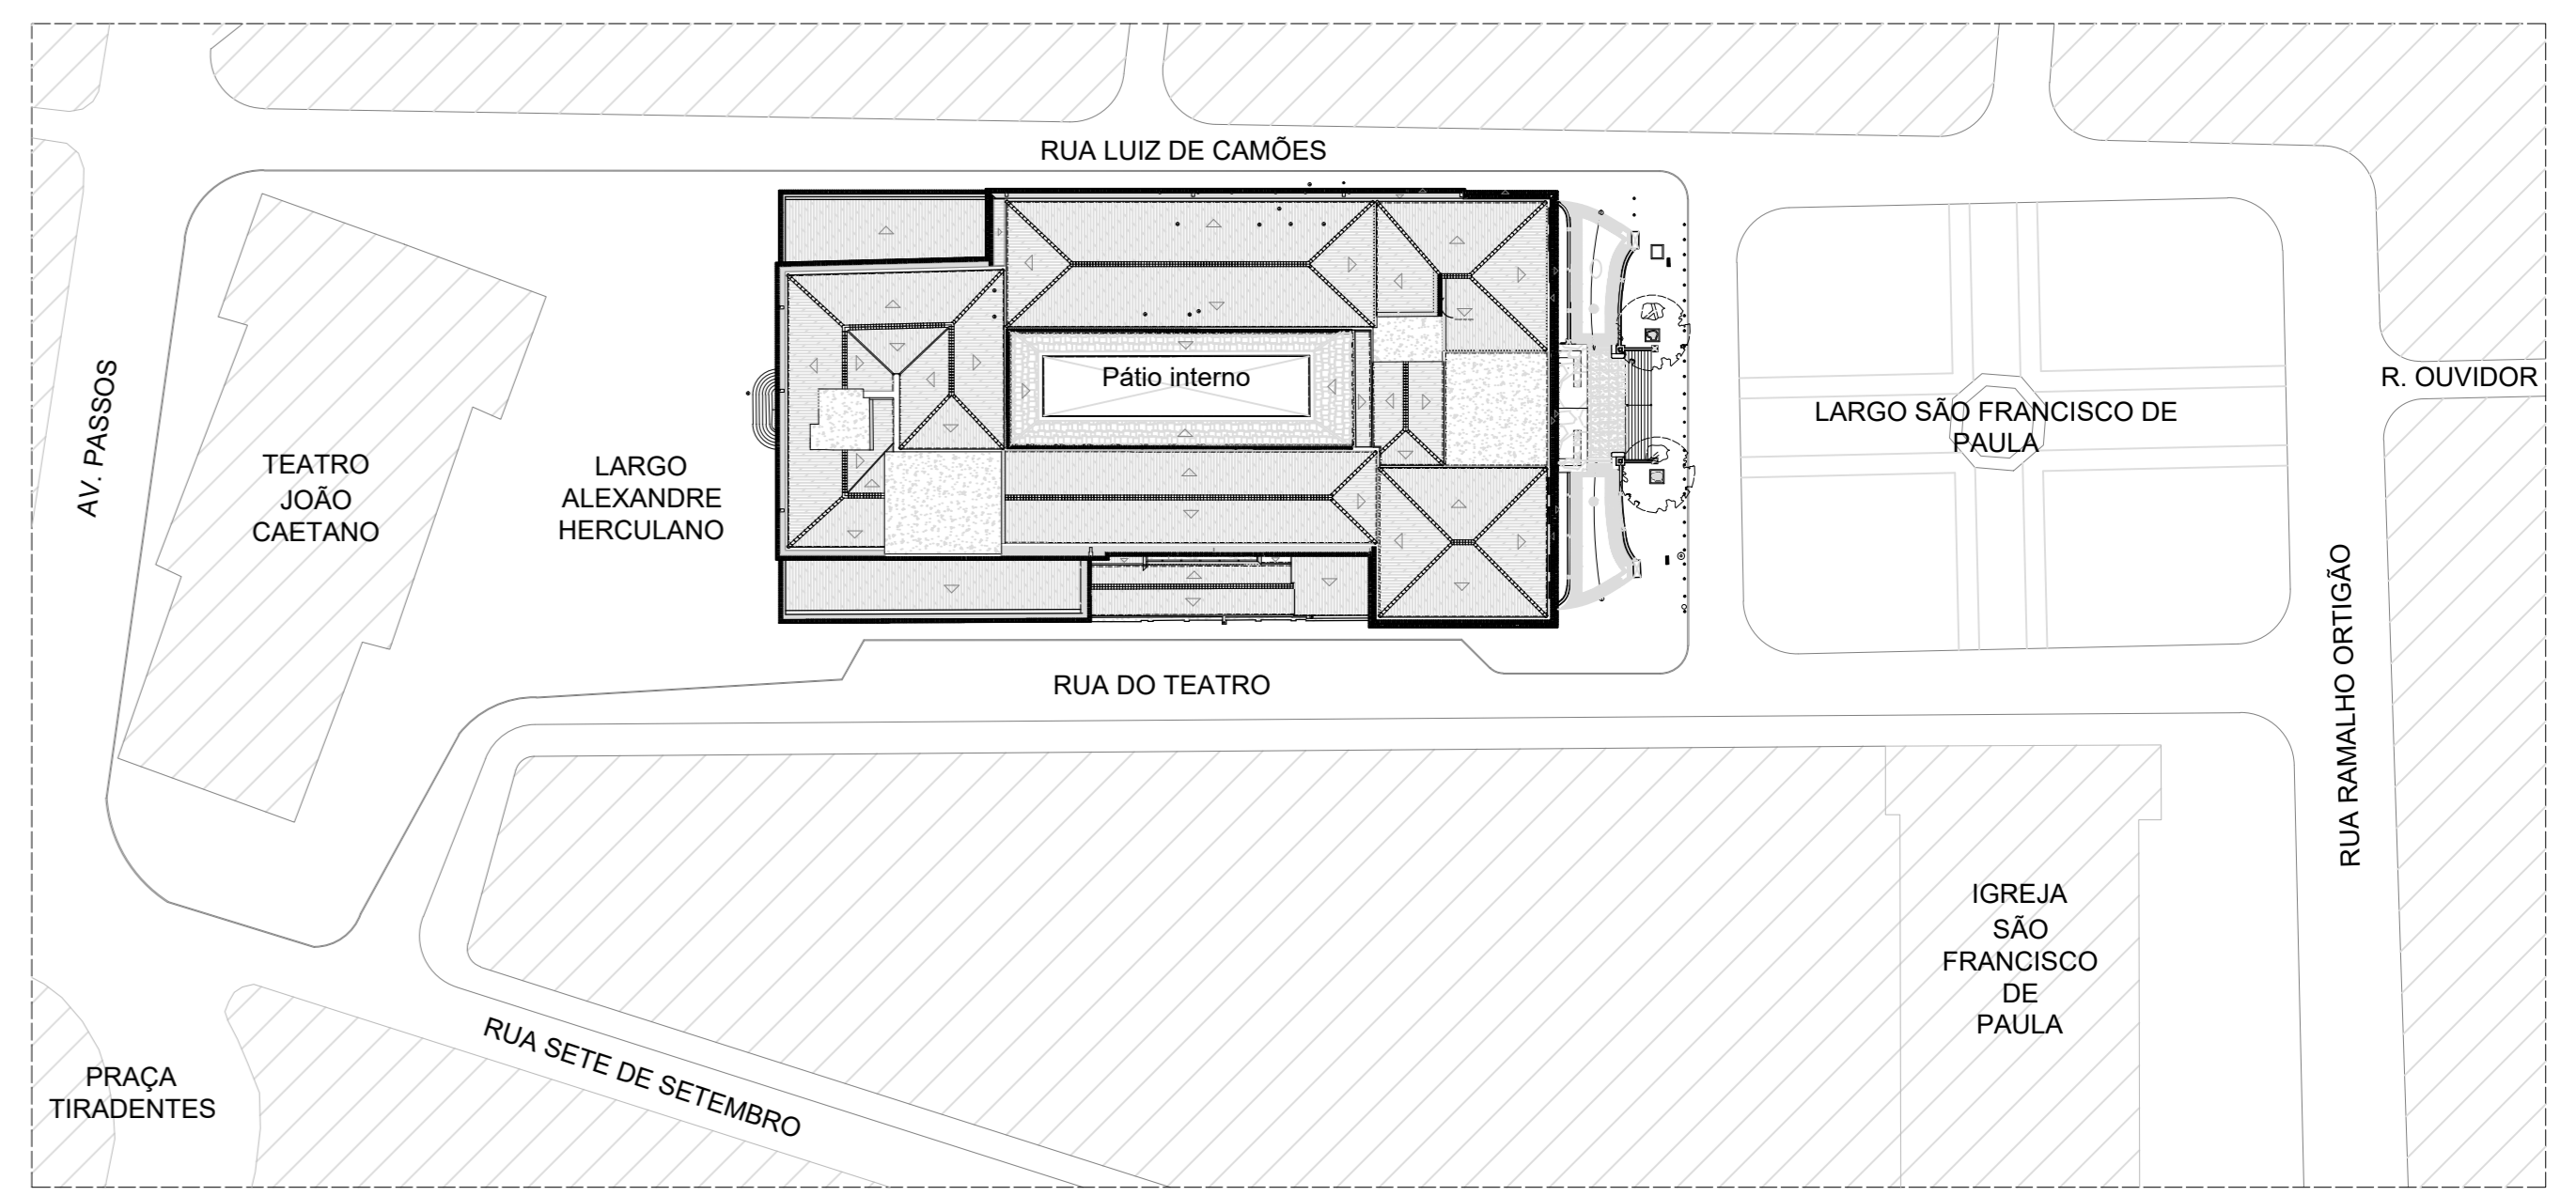 RUA LUIZ DE CAMÕES
Pátio interno
R. OUVIDOR
LARGO SÃO FRANCISCO DE
PAULA
AV. PASSOS
TEATRO
JOÃO
CAETANO
LARGO
ALEXANDRE
HERCULANO
RUA DO TEATRO
RUA RAMALHO ORTIGÃO
IGREJA
SÃO
FRANCISCO
DE
PAULA
RUA SETE DE SETEMBRO
PRAÇA
TIRADENTES